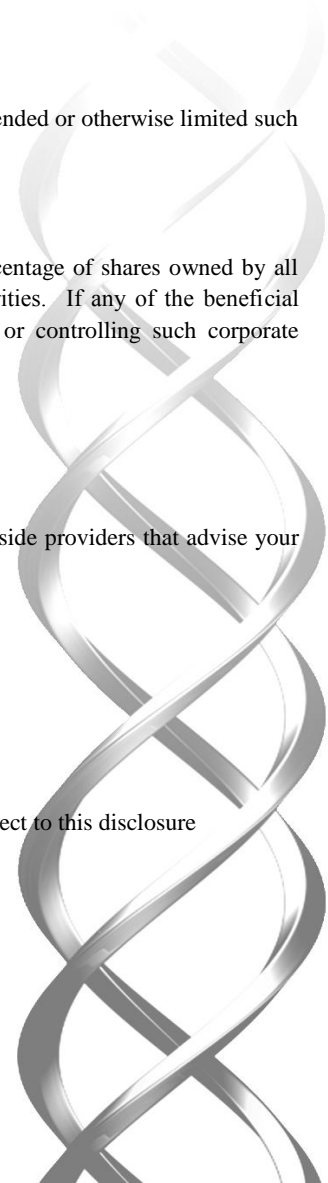 ended or otherwise limited such
centage of shares owned by all
rities. If any of the beneficial
or controlling such corporate
side providers that advise your
ect to this disclosure